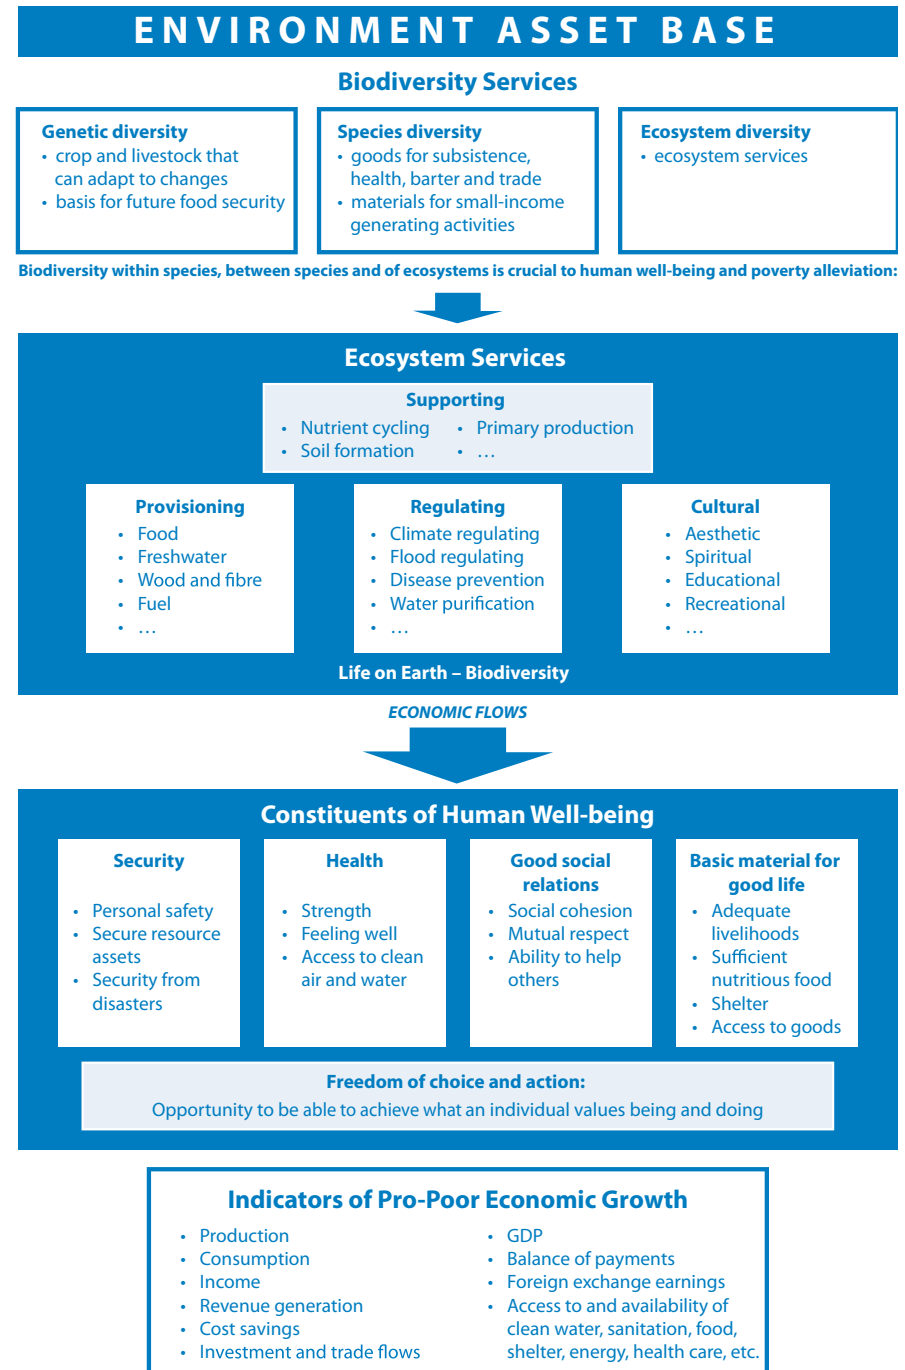 ENVIRONMENT ASSET BASE
Biodiversity Services
Genetic diversity
• crop and livestock that
can adapt to changes
• basis for future food security
Species diversity
• goods for subsistence,
health, barter and trade
• materials for small-income
generating activities
Ecosystem diversity
• ecosystem services
Biodiversity within species, between species and of ecosystems is crucial to human well-being and poverty alleviation:
Ecosystem Services
Supporting
• Nutrient cycling
• Soil formation
• Primary production
• …
Provisioning
• Food
• Freshwater
• Wood and fibre
• Fuel
• …
Regulating
• Climate regulating
• Flood regulating
• Disease prevention
• Water purification
• …
Cultural
• Aesthetic
• Spiritual
• Educational
• Recreational
• …
Life on Earth – Biodiversity
ECONOMIC FLOWS
Constituents of Human Well-being
Security
• Personal safety
• Secure resource
assets
• Security from
disasters
Health
• Strength
• Feeling well
• Access to clean
air and water
Good social
relations
• Social cohesion
• Mutual respect
• Ability to help
others
Basic material for
good life
• Adequate
livelihoods
• Sufficient
nutritious food
• Shelter
• Access to goods
Freedom of choice and action:
Opportunity to be able to achieve what an individual values being and doing
Indicators of Pro-Poor Economic Growth
• Production
• Consumption
• Income
• Revenue generation
• Cost savings
• Investment and trade flows
• GDP
• Balance of payments
• Foreign exchange earnings
• Access to and availability of
clean water, sanitation, food,
shelter, energy, health care, etc.